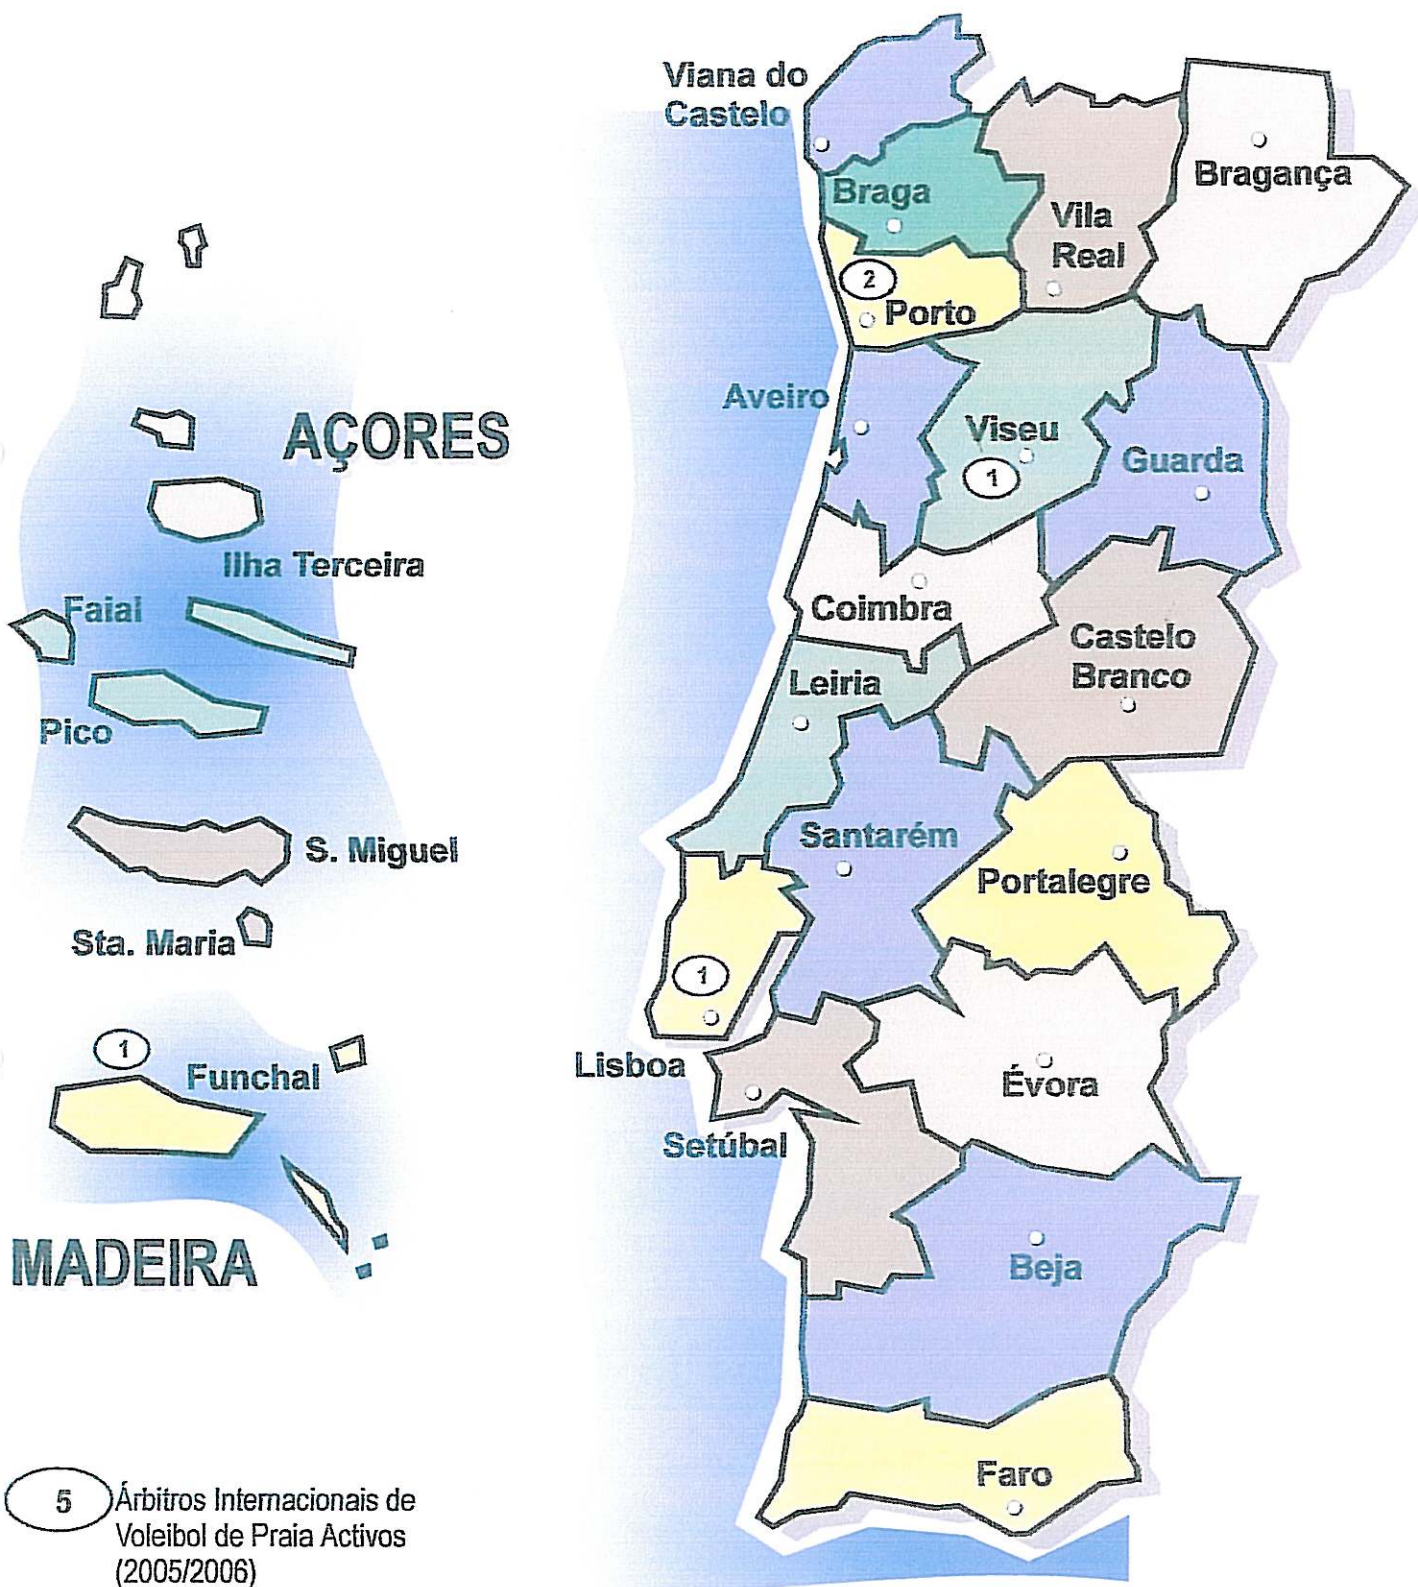 Viana do
Castelo
Braga
Vila
Real
Bragança
2
Porto
Aveiro
Viseu
1
Guarda
AÇORES
Ilha Terceira
Faial
Pico
S. Miguel
Sta. Maria
Coimbra
Castelo
Branco
Leiria
Santarém
Portalegre
1
Lisboa
Setúbal
Évora
Beja
Faro
1
Funchal
MADEIRA
5
Árbitros Internacionais de
Voleibol de Praia Activos
(2005/2006)